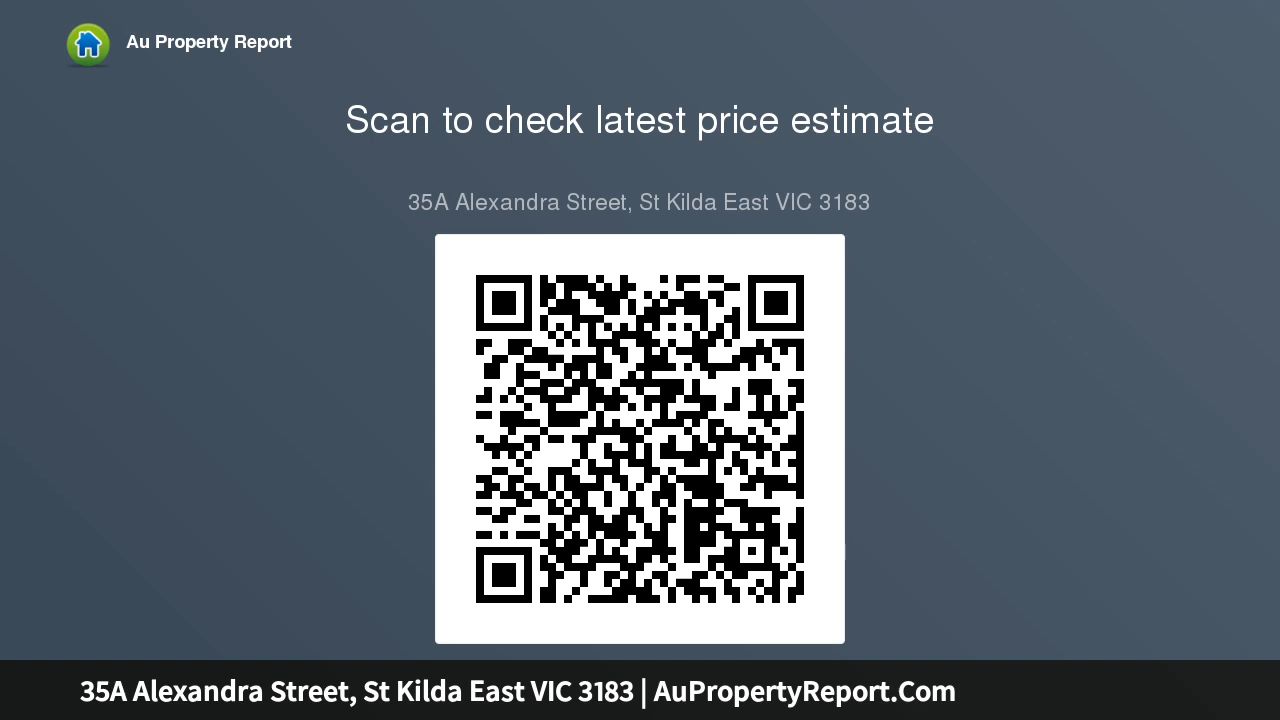 Au Property Report
Scan to check latest price estimate
35A Alexandra Street, St Kilda East VIC 3183
35A Alexandra Street, St Kilda East VIC 3183 | AuPropertyReport.Com